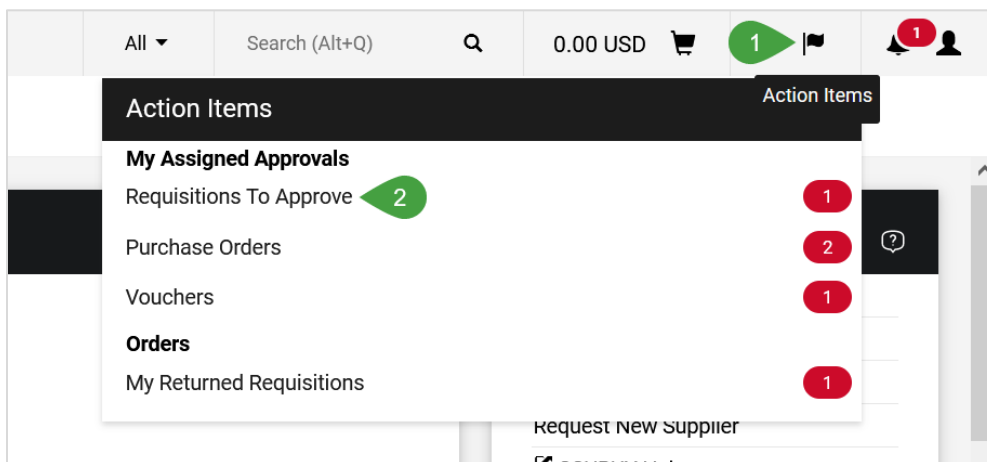 All Search (Alt+Q) 0.00 USD 1 1
Action Items
Action Items
My Assigned Approvals
Requisitions To Approve 2 1
Purchase Orders 2
Vouchers 1
Orders
My Returned Requisitions 1
Request New Supplier